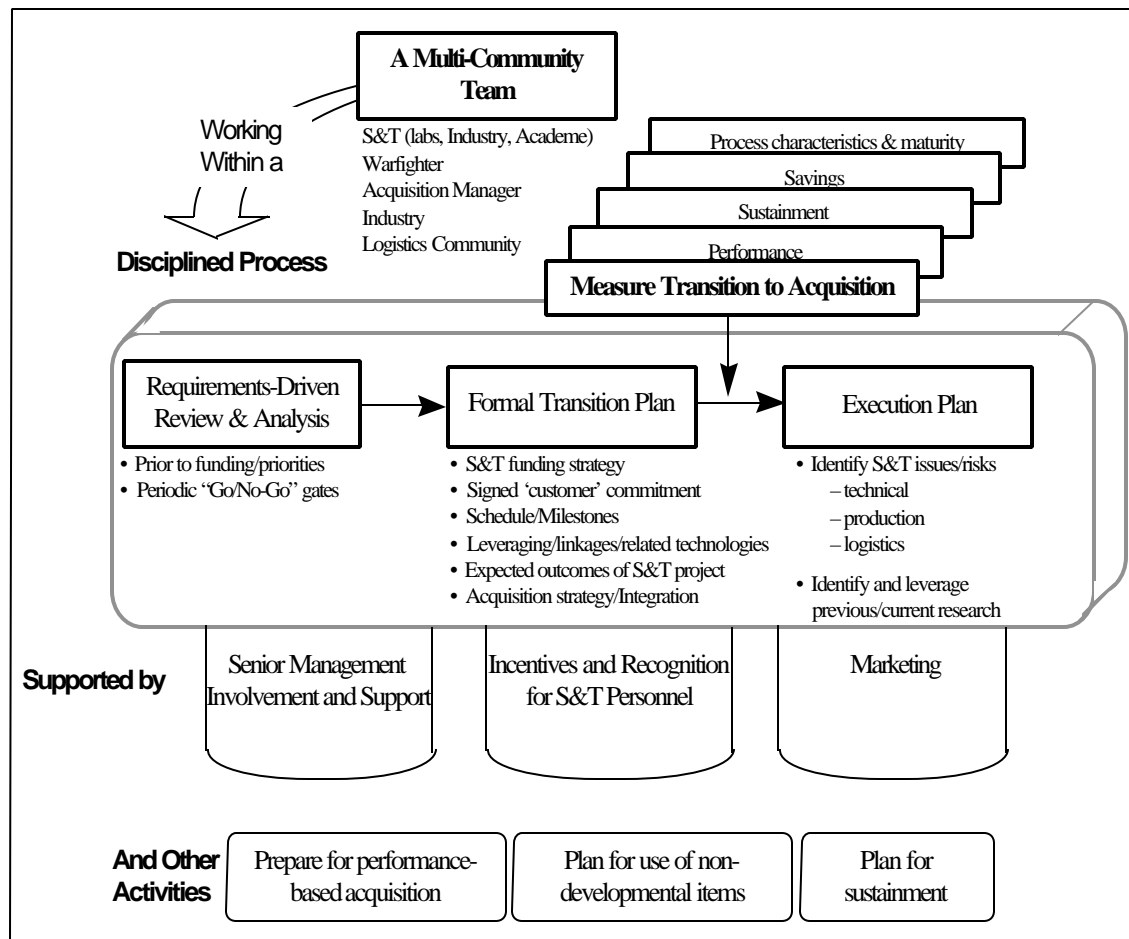 A Multi-Community
Team
S&T (labs, Industry, Academe)
Warfighter
Acquisition Manager
Industry
Logistics Community
Working
Within a
Disciplined Process
Process characteristics & maturity
Savings
Sustainment
Performance
Measure Transition to Acquisition
Requirements-Driven
Review & Analysis
• Prior to funding/priorities
• Periodic “Go/No-Go” gates
Formal Transition Plan
• S&T funding strategy
• Signed ‘customer’ commitment
• Schedule/Milestones
• Leveraging/linkages/related technologies
• Expected outcomes of S&T project
• Acquisition strategy/Integration
Execution Plan
• Identify S&T issues/risks
– technical
– production
– logistics
• Identify and leverage
previous/current research
Supported by
Senior Management
Involvement and Support
Incentives and Recognition
for S&T Personnel
Marketing
And Other
Activities
Prepare for performance-
based acquisition
Plan for use of non-
developmental items
Plan for
sustainment